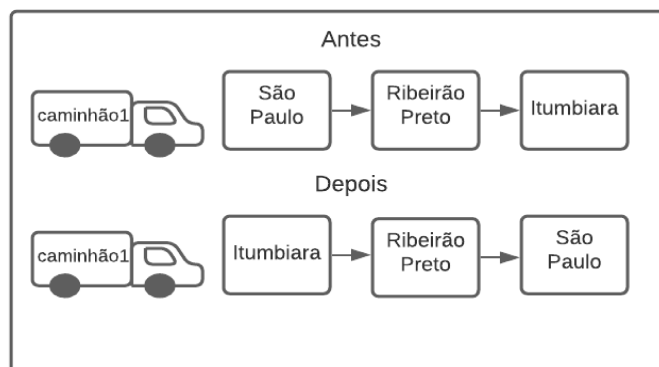 Antes
caminhão1
São
Paulo
Ribeirão
Preto
Itumbiara
Depois
caminhão1
Itumbiara
Ribeirão
Preto
São
Paulo